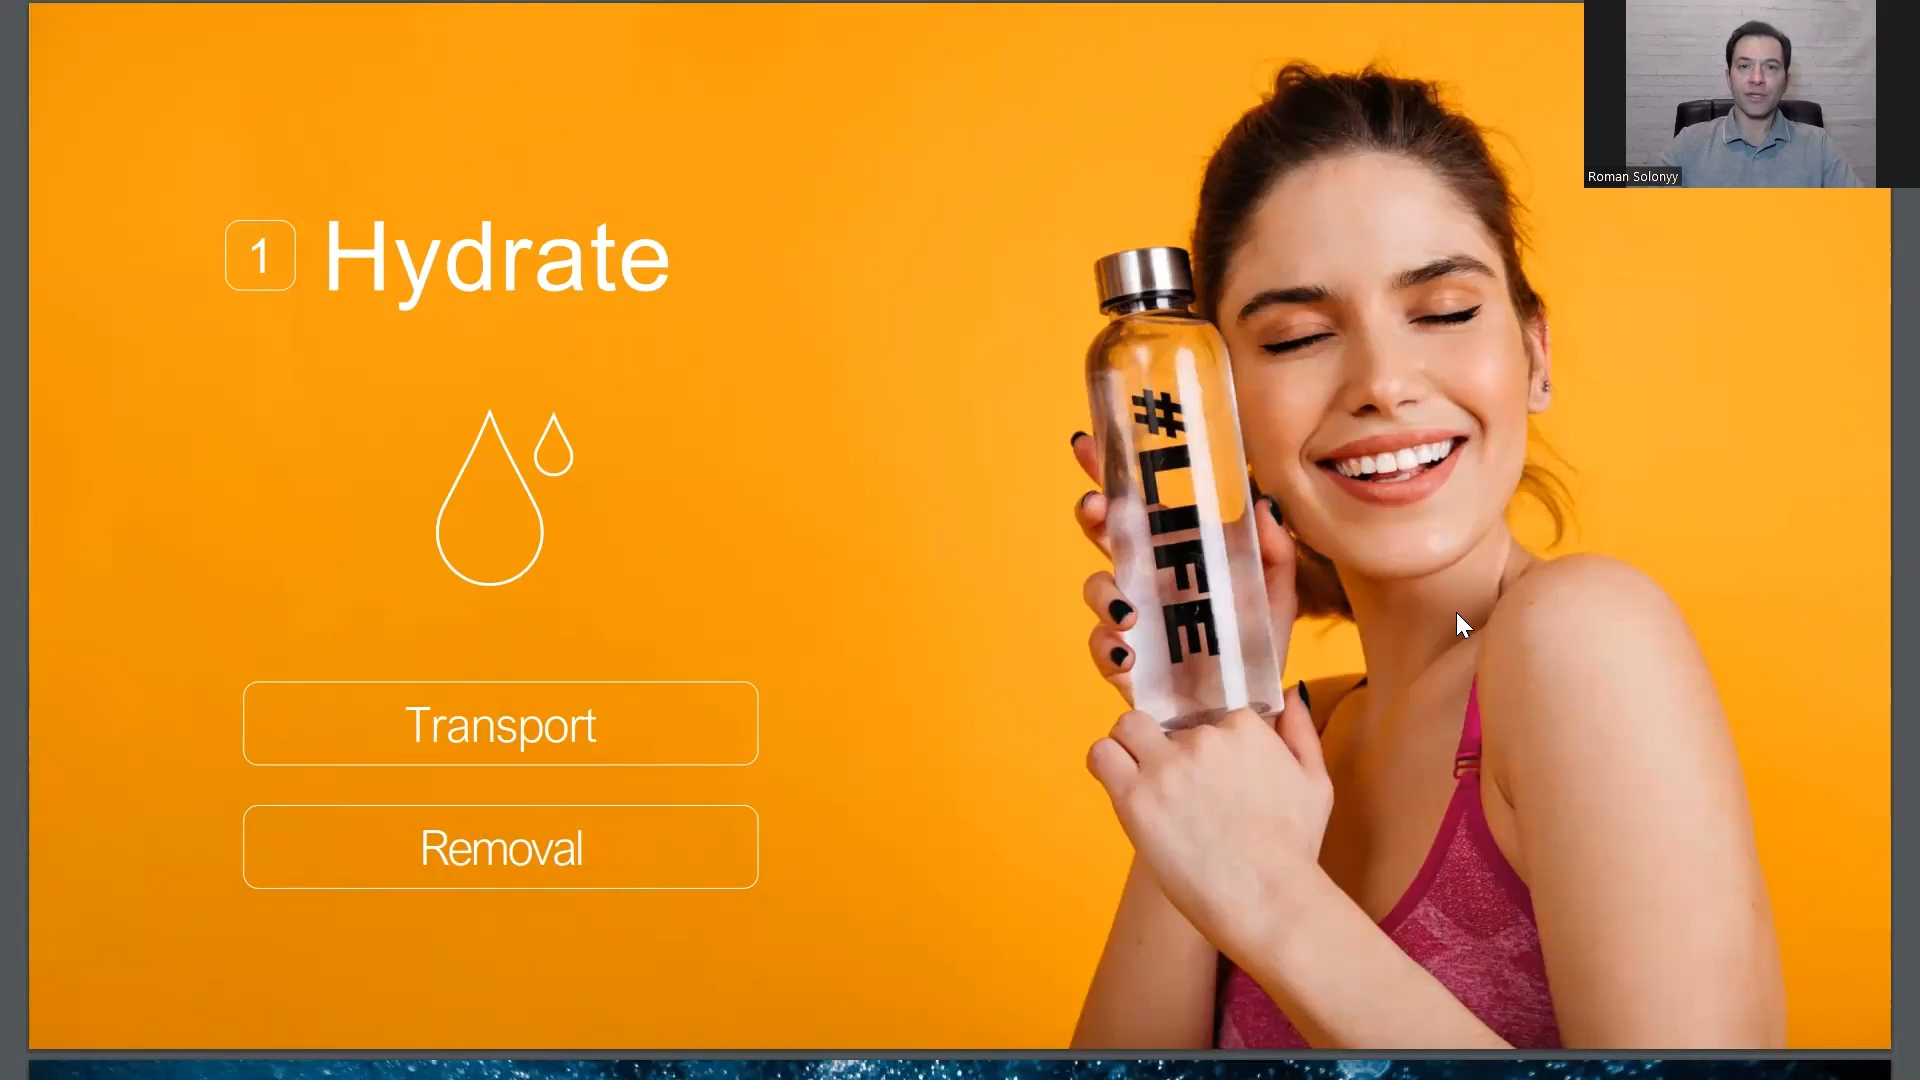 Roman Solonyy
1 Hydrate
#LIFE
Transport
Removal